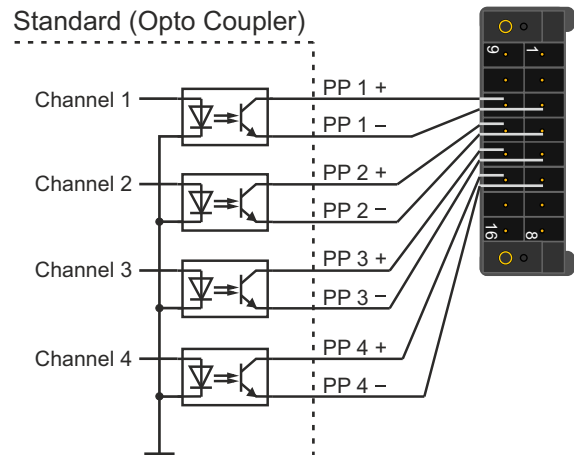 Standard (Opto Coupler)
Channel 1
PP 1 +
PP 1 –
Channel 2
PP 2 +
PP 2 –
Channel 3
PP 3 +
PP 3 –
Channel 4
PP 4 +
PP 4 –
9 1
16 8